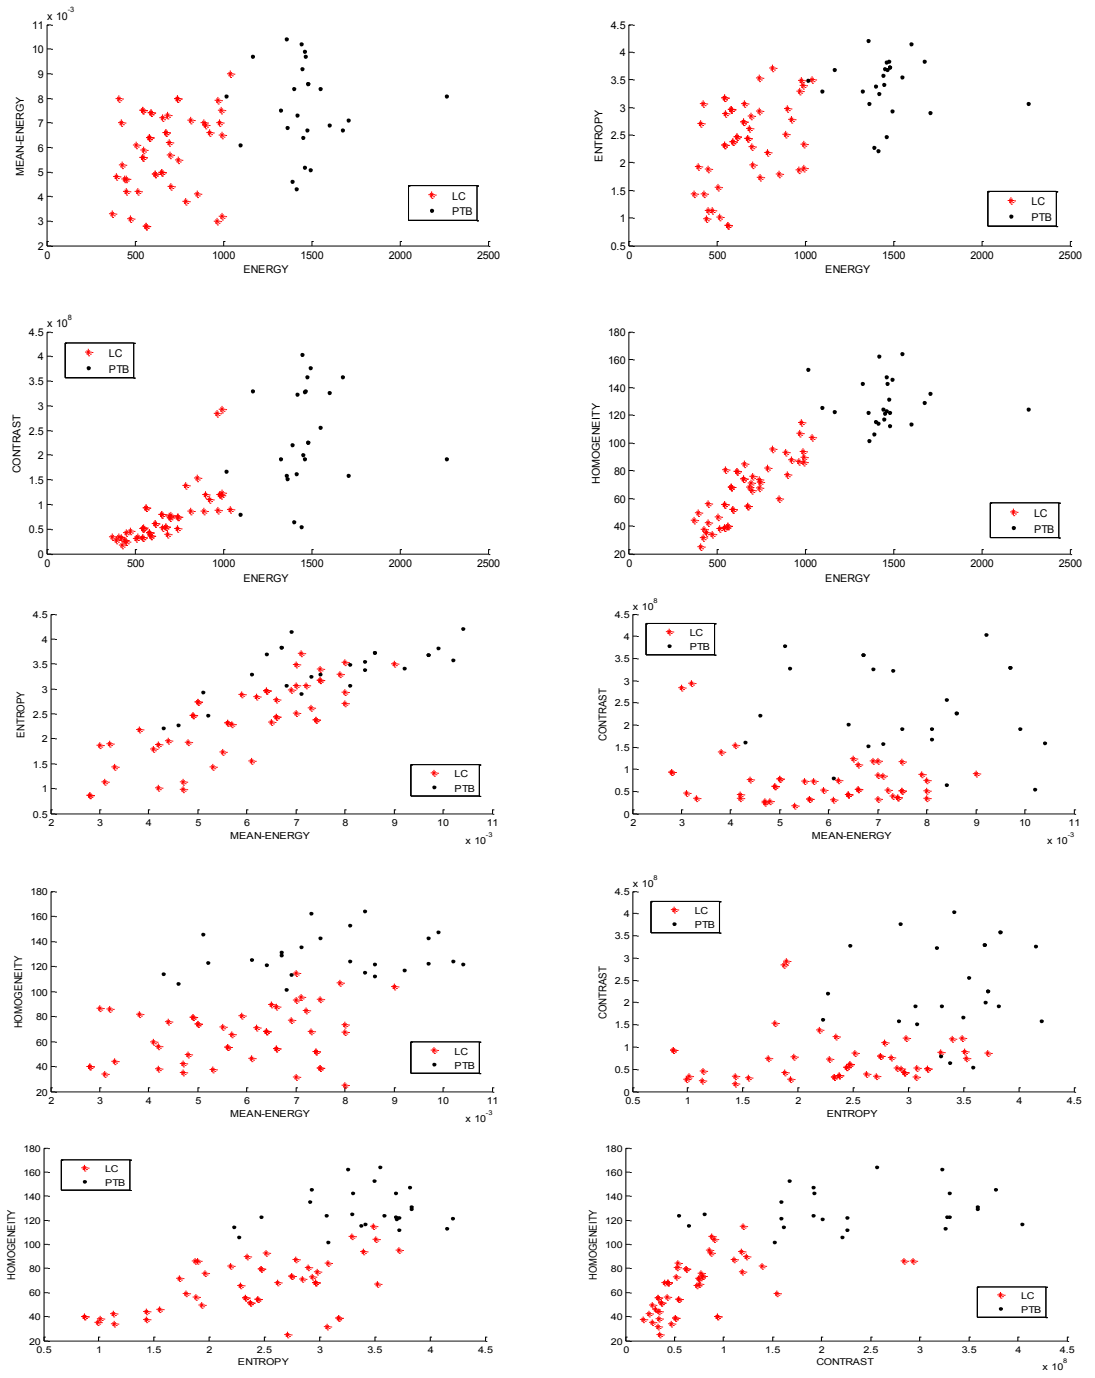 x 10⁻³
11
10
9
8
7
6
5
4
3
2
0 500 1000 1500 2000 2500
MEAN-ENERGY
ENERGY
LC
PTB
4.5
4
3.5
3
2.5
2
1.5
1
0.5
0 500 1000 1500 2000 2500
ENTROPY
ENERGY
LC
PTB
x 10⁸
4.5
4
3.5
3
2.5
2
1.5
1
0.5
0
0 500 1000 1500 2000 2500
CONTRAST
ENERGY
LC
PTB
180
160
140
120
100
80
60
40
20
0 500 1000 1500 2000 2500
HOMOGENEITY
ENERGY
LC
PTB
4.5
4
3.5
3
2.5
2
1.5
1
0.5
2 3 4 5 6 7 8 9 10 11
x 10⁻³
ENTROPY
MEAN-ENERGY
LC
PTB
x 10⁸
4.5
4
3.5
3
2.5
2
1.5
1
0.5
0
2 3 4 5 6 7 8 9 10 11
x 10⁻³
CONTRAST
MEAN-ENERGY
LC
PTB
180
160
140
120
100
80
60
40
20
2 3 4 5 6 7 8 9 10 11
x 10⁻³
HOMOGENEITY
MEAN-ENERGY
LC
PTB
x 10⁸
4.5
4
3.5
3
2.5
2
1.5
1
0.5
0
0.5 1 1.5 2 2.5 3 3.5 4 4.5
CONTRAST
ENTROPY
LC
PTB
180
160
140
120
100
80
60
40
20
0.5 1 1.5 2 2.5 3 3.5 4 4.5
HOMOGENEITY
ENTROPY
LC
PTB
180
160
140
120
100
80
60
40
20
0 0.5 1 1.5 2 2.5 3 3.5 4 4.5
x 10⁸
HOMOGENEITY
CONTRAST
LC
PTB